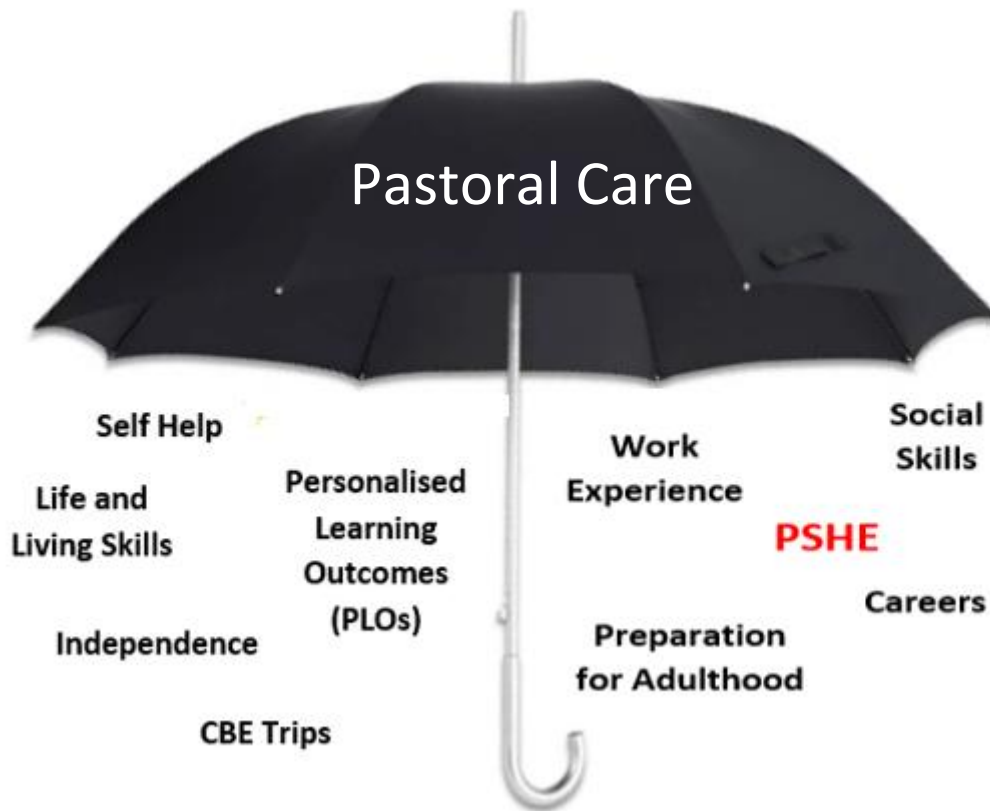 Pastoral Care
Self Help
Life and
Living Skills
Personalised
Learning
Outcomes
(PLOs)
Independence
CBE Trips
Work
Experience
Social
Skills
PSHE
Careers
Preparation
for Adulthood